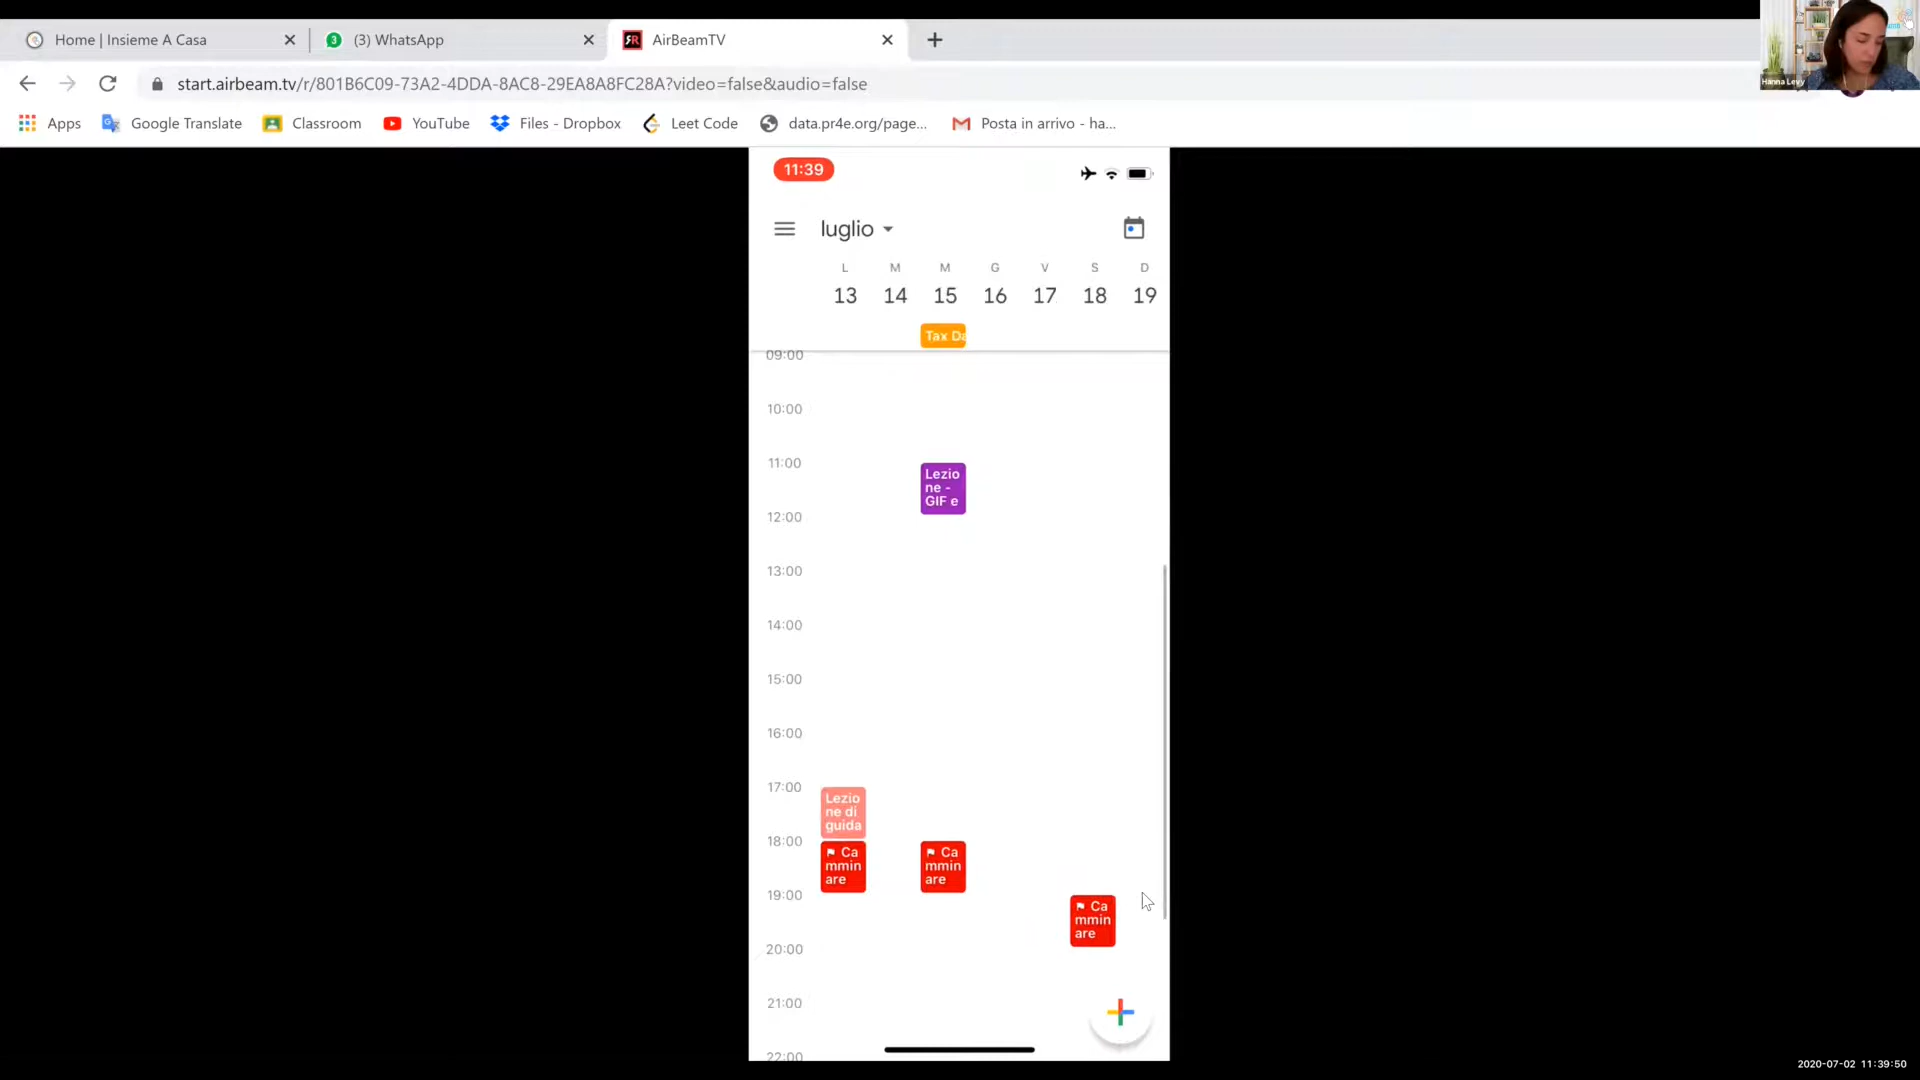 Home | Insieme A Casa
(3) WhatsApp
AirBeamTV
start.airbeam.tv/r/801B6C09-73A2-4DDA-8AC8-29EA8A8FC28A?video=false&audio=false
Hanna Levy
Apps
Google Translate
Classroom
YouTube
Files - Dropbox
Leet Code
data.pr4e.org/page...
Posta in arrivo - ha...
11:39
luglio
L M M G V S D
13 14 15 16 17 18 19
Tax Da
09:00
10:00
11:00
Lezio
ne -
GIF e
12:00
13:00
14:00
15:00
16:00
17:00
Lezio
ne di
guida
18:00
Ca
mmin
are
Ca
mmin
are
19:00
Ca
mmin
are
20:00
21:00
22:00
2020-07-02 11:39:50